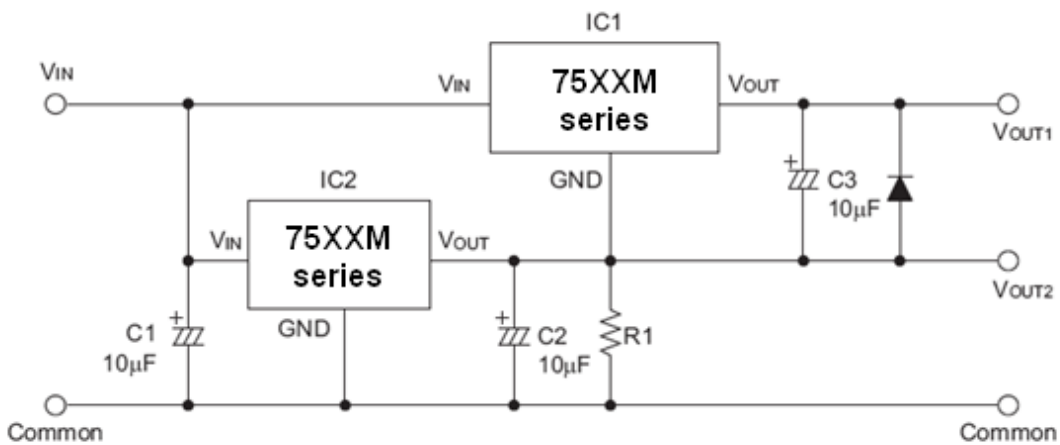 IC1
VIN
VIN
75XXM
series
VOUT
VOUT1
GND
C3
10µF
IC2
VIN
75XXM
series
VOUT
VOUT2
GND
C1
10µF
C2
10µF
R1
Common
Common
+
+
+